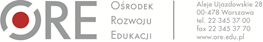 ORE
Ośrodek
Rozwoju
Edukacji
Aleje Ujazdowskie 28
00-478 Warszawa
tel. 22 345 37 00
fax 22 345 37 70
www.ore.edu.pl